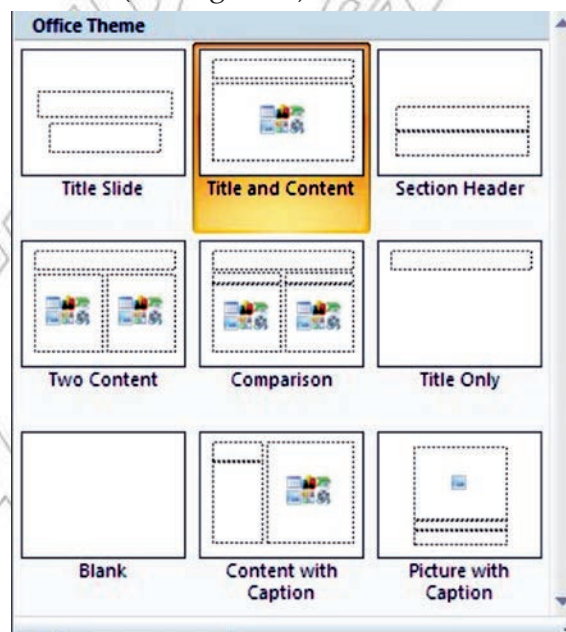 Office Theme
Title Slide
Title and Content
Section Header
Two Content
Comparison
Title Only
Blank
Content with
Caption
Picture with
Caption